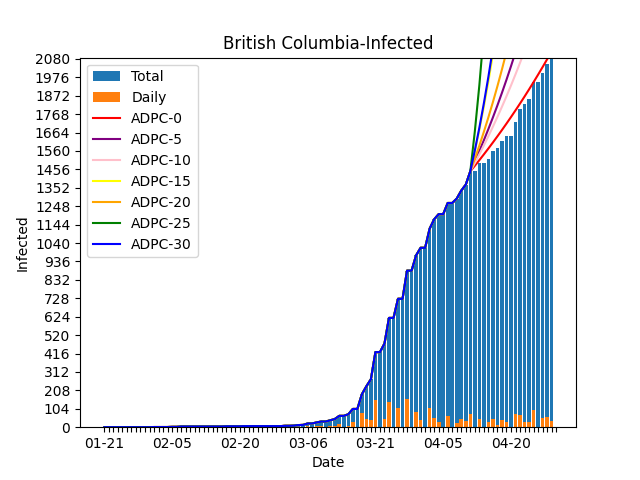 British Columbia-Infected
2080
1976
1872
1768
1664
1560
1456
1352
1248
1144
1040
936
832
728
624
520
416
312
208
104
0
Infected
Total
Daily
ADPC-0
ADPC-5
ADPC-10
ADPC-15
ADPC-20
ADPC-25
ADPC-30
01-21
02-05
02-20
03-06
03-21
04-05
04-20
Date